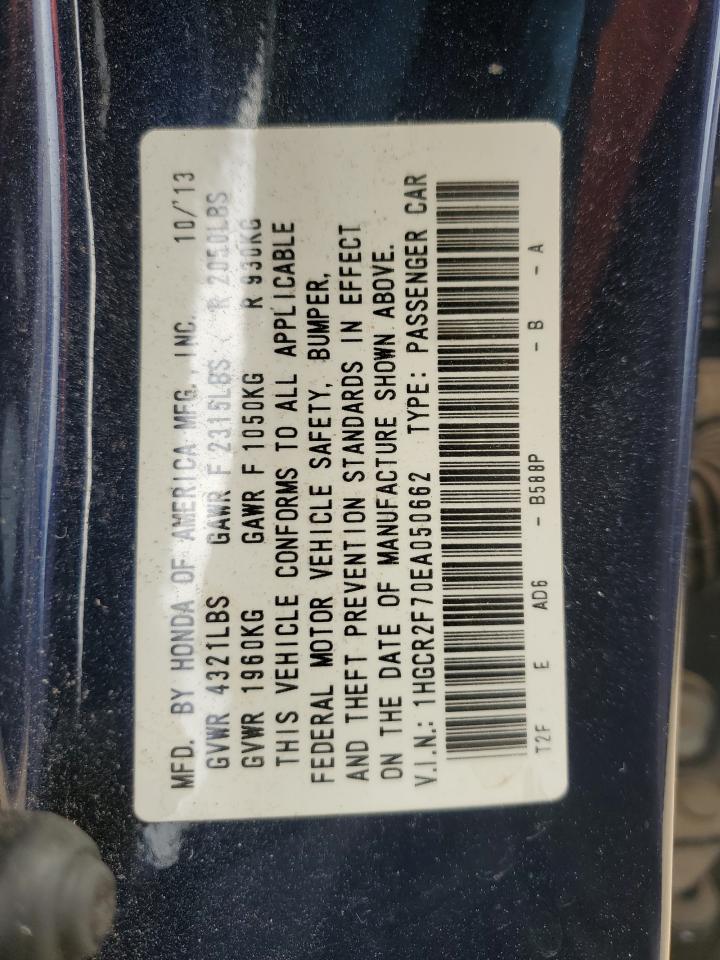 MFD. BY HONDA OF AMERICA MFG., INC. 10/'13
GVWR 4321LBS GAWR F 2315LBS R 2050LBS
GVWR 1960KG GAWR F 1050KG R 930KG
THIS VEHICLE CONFORMS TO ALL APPLICABLE
FEDERAL MOTOR VEHICLE SAFETY, BUMPER,
AND THEFT PREVENTION STANDARDS IN EFFECT
ON THE DATE OF MANUFACTURE SHOWN ABOVE.
V.I.N.: 1HGCR2F70EA050662 TYPE: PASSENGER CAR
T2F E AD6 - B588P - B - A